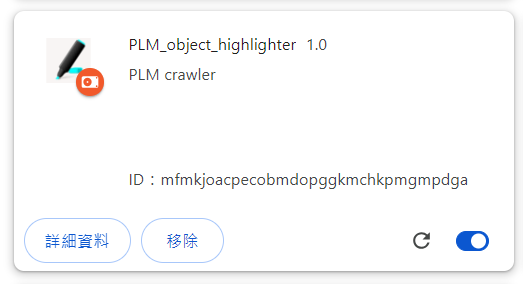 PLM_object_highlighter 1.0
PLM crawler
ID：mfmkjoacpecobmdopggkmchkpmgmpdga
詳細資料 移除